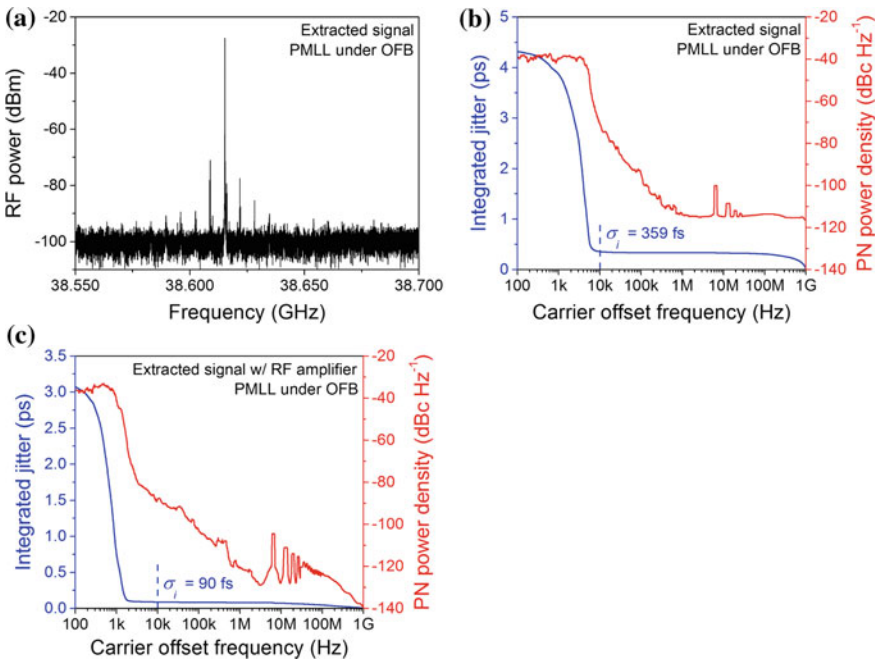 (a)
Extracted signal
PMLL under OFB
RF power (dBm)
-20
-40
-60
-80
-100
38.550
38.600
38.650
38.700
Frequency (GHz)
(b)
Extracted signal
PMLL under OFB
Integrated jitter (ps)
5
4
3
2
1
0
σj = 359 fs
-20
-40
-60
-80
-100
-120
-140
PN power density (dBc Hz-1)
100
1k
10k
100k
1M
10M
100M
1G
Carrier offset frequency (Hz)
(c)
Extracted signal w/ RF amplifier
PMLL under OFB
Integrated jitter (ps)
3.5
3.0
2.5
2.0
1.5
1.0
0.5
0.0
σj = 90 fs
-20
-40
-60
-80
-100
-120
-140
PN power density (dBc Hz-1)
100
1k
10k
100k
1M
10M
100M
1G
Carrier offset frequency (Hz)